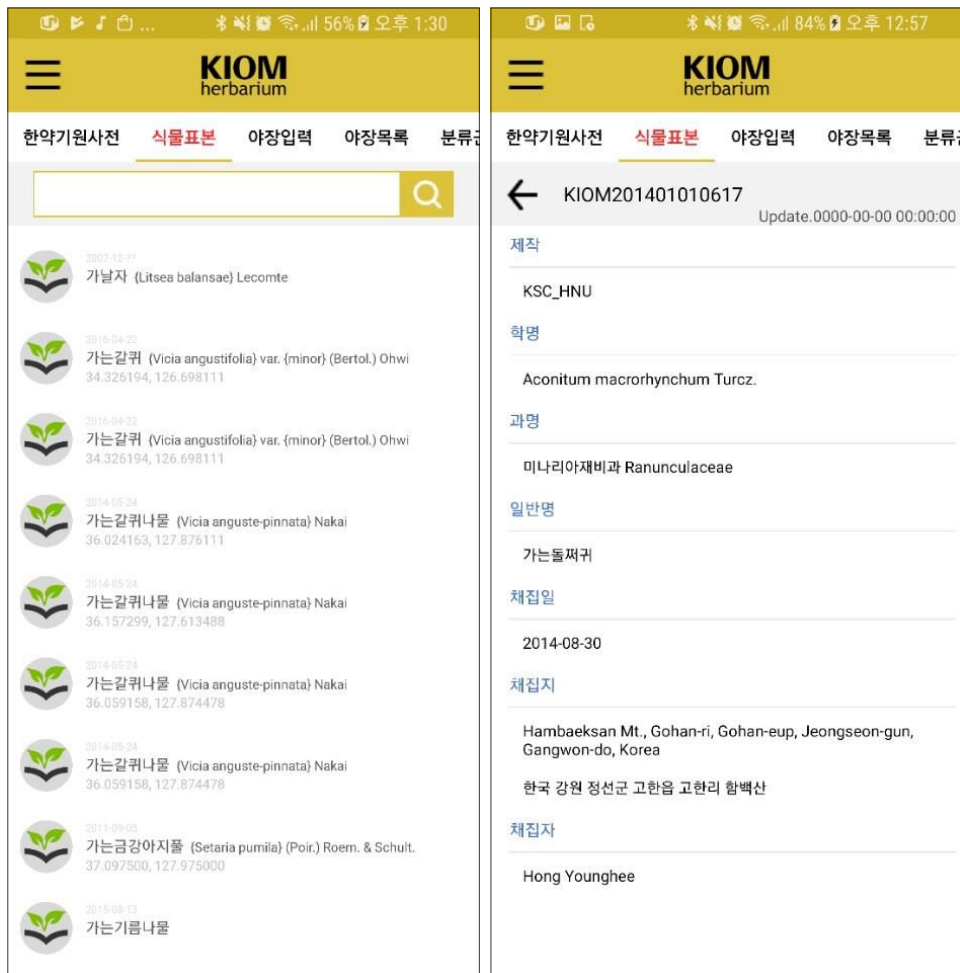 ... 56% 오후 1:30
KIOM
herbarium
한약기원사전 식물표본 야장입력 야장목록 분류
2007-12-??
가날자 {Litsea balansae} Lecomte
2016-04-22
가는갈퀴 {Vicia angustifolia} var. {minor} (Bertol.) Ohwi
34.326194, 126.698111
2016-04-22
가는갈퀴 {Vicia angustifolia} var. {minor} (Bertol.) Ohwi
34.326194, 126.698111
2014-05-24
가는갈퀴나물 {Vicia anguste-pinnata} Nakai
36.024163, 127.876111
2014-05-24
가는갈퀴나물 {Vicia anguste-pinnata} Nakai
36.157299, 127.613488
2014-05-24
가는갈퀴나물 {Vicia anguste-pinnata} Nakai
36.059158, 127.874478
2014-05-24
가는갈퀴나물 {Vicia anguste-pinnata} Nakai
36.059158, 127.874478
2011-09-05
가는금강아지풀 {Setaria pumila} (Poir.) Roem. & Schult.
37.097500, 127.975000
2015-08-13
가는기름나물
84% 오후 12:57
KIOM
herbarium
한약기원사전 식물표본 야장입력 야장목록 분류
KIOM201401010617
Update.0000-00-00 00:00:00
제작
KSC_HNU
학명
Aconitum macrorhynchum Turcz.
과명
미나리아재비과 Ranunculaceae
일반명
가는돌쩌귀
채집일
2014-08-30
채집지
Hambaeksan Mt., Gohan-ri, Gohan-eup, Jeongseon-gun,
Gangwon-do, Korea
한국 강원 정선군 고한읍 고한리 함백산
채집자
Hong Younghee